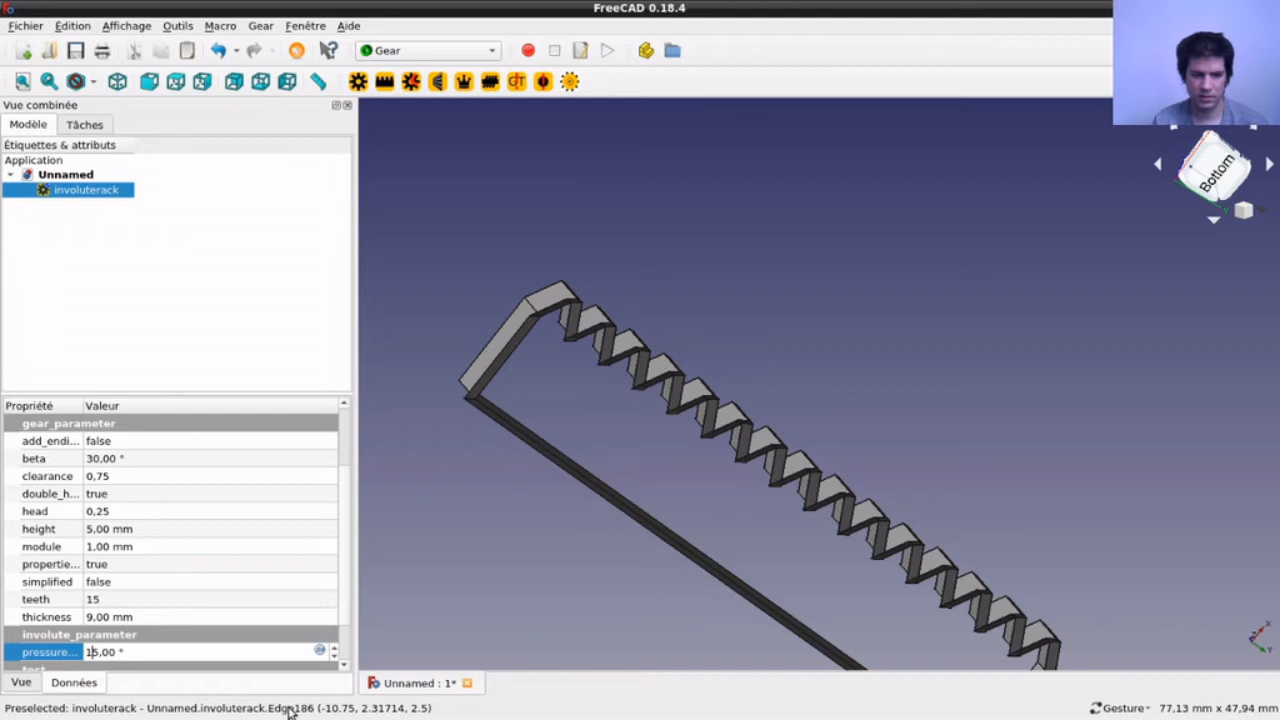 FreeCAD 0.18.4
Fichier Édition Affichage Outils Macro Gear Fenêtre Aide
Gear
Vue combinée
Modèle Tâches
Étiquettes & attributs
Application
Unnamed
involuterack
Propriété Valeur
gear_parameter
add_endi... false
beta 30,00 °
clearance 0,75
double_h... true
head 0,25
height 5,00 mm
module 1,00 mm
propertie... true
simplified false
teeth 15
thickness 9,00 mm
involute_parameter
pressure... 15,00 °
Vue Données
Bottom
Unnamed : 1*
Preselected: involuterack - Unnamed.involuterack.Edge186 (-10.75, 2.31714, 2.5)
Gesture
77,13 mm x 47,94 mm